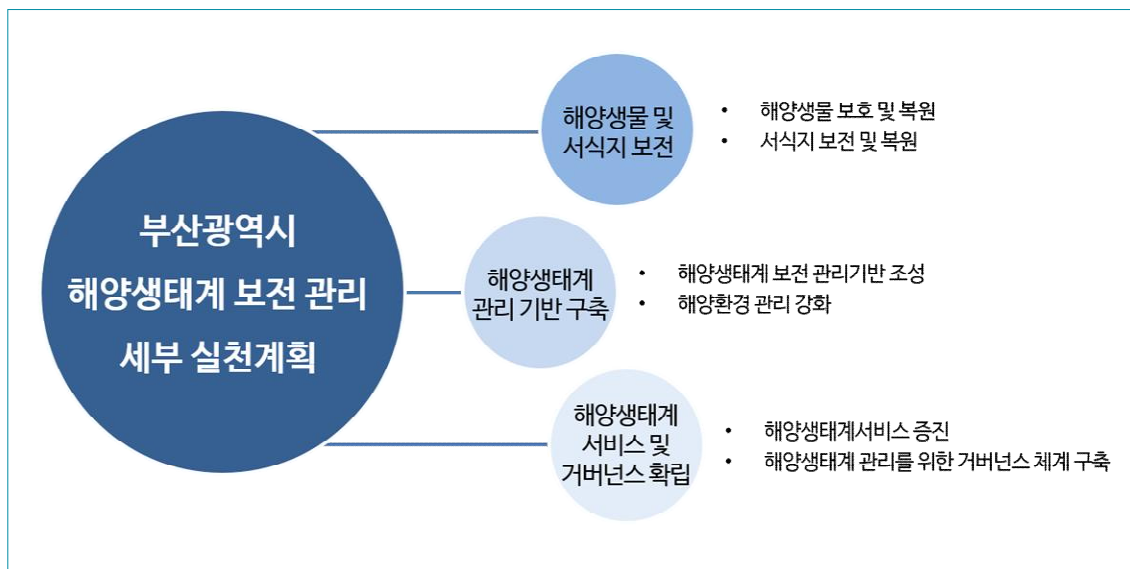 부산광역시
해양생태계 보전 관리
세부 실천계획
해양생물 및
서식지 보전
• 해양생물 보호 및 복원
• 서식지 보전 및 복원
해양생태계
관리 기반 구축
• 해양생태계 보전 관리기반 조성
• 해양환경 관리 강화
해양생태계
서비스 및
거버넌스 확립
• 해양생태계서비스 증진
• 해양생태계 관리를 위한 거버넌스 체계 구축